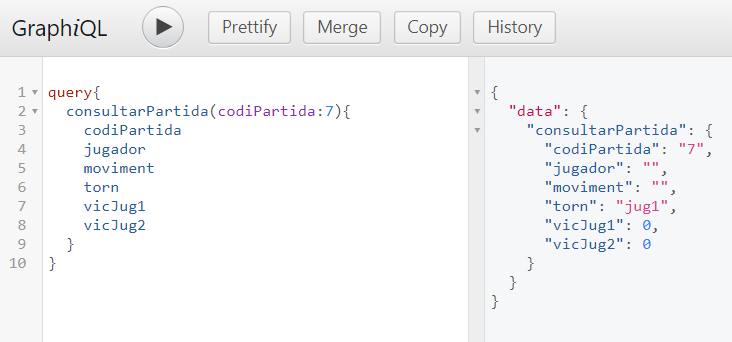 GraphiQL Prettify Merge Copy History
1 query{
2 consultarPartida(codiPartida:7){
3 codiPartida
4 jugador
5 moviment
6 torn
7 vicJug1
8 vicJug2
9 }
10 }
{
"data": {
"consultarPartida": {
"codiPartida": "7",
"jugador": "",
"moviment": "",
"torn": "jug1",
"vicJug1": 0,
"vicJug2": 0
}
}
}